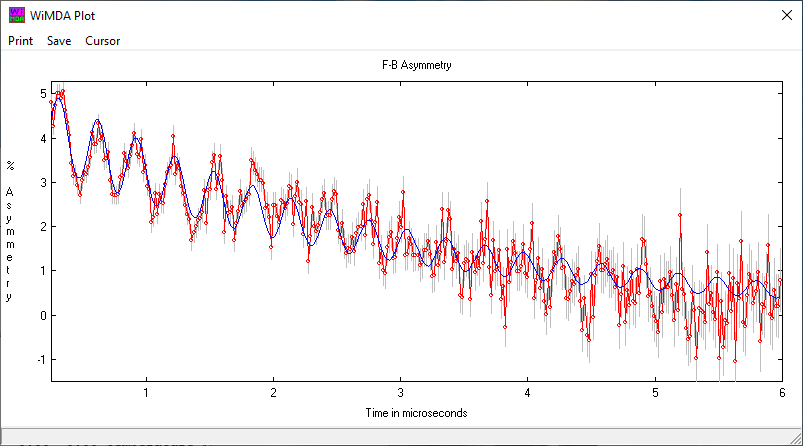 WiMDA Plot
Print Save Cursor
F-B Asymmetry
% Asymmetry
5
4
3
2
1
0
-1
1 2 3 4 5 6
Time in microseconds